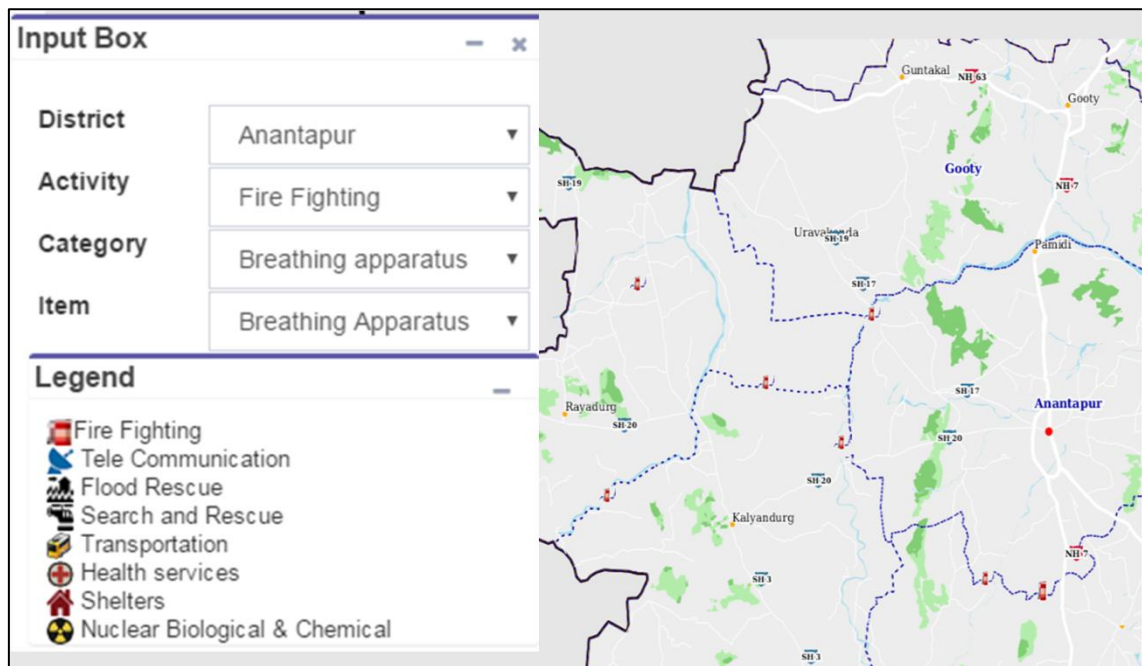 Input Box
District
Anantapur
Activity
Fire Fighting
Category
Breathing apparatus
Item
Breathing Apparatus
Legend
Fire Fighting
Tele Communication
Flood Rescue
Search and Rescue
Transportation
Health services
Shelters
Nuclear Biological & Chemical
Guntakal
NH-63
Gooty
Gooty
SH-19
NH-7
SH-19
Pamidi
SH-17
SH-17
Rayadurg
Anantapur
SH-20
SH-20
SH-20
Kalyandurg
NH-7
SH-3
SH-3